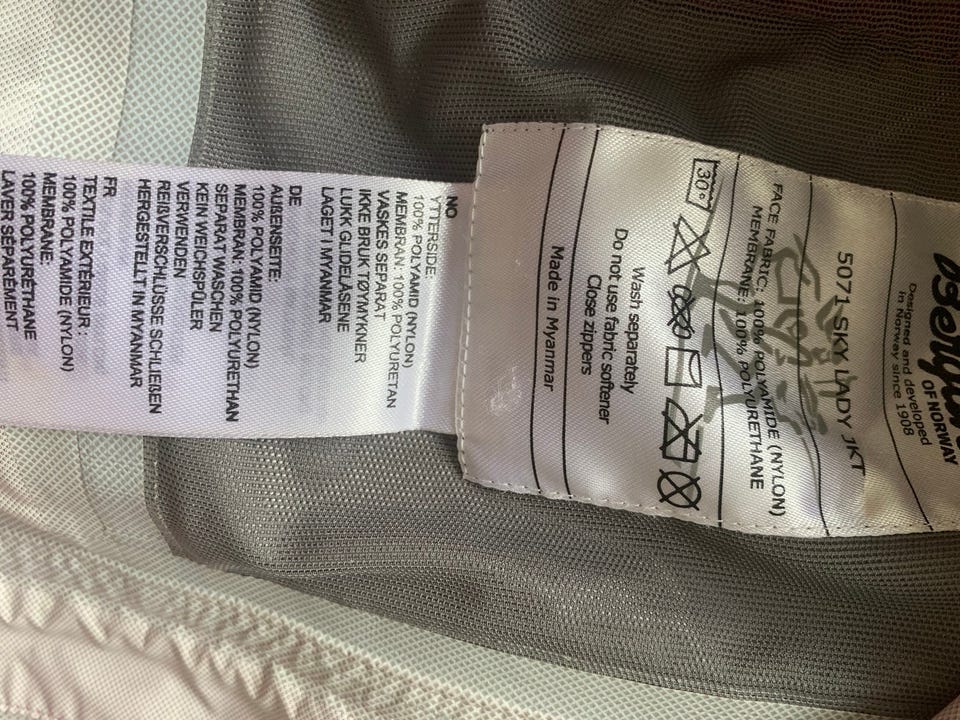 OF NORWAY
Designed and developed
in Norway since 1908
5071 SKY LADY JKT
FACE FABRIC: 100% POLYAMIDE (NYLON)
MEMBRANE: 100% POLYURETHANE
30°
Wash separately
Do not use fabric softener
Close zippers
Made in Myanmar
NO
YTTERSIDE:
100% POLYAMID (NYLON)
MEMBRAN: 100% POLYURETAN
VASKES SEPARAT
IKKE BRUK TØYMYKNER
LUKK GLIDELÅSENE
LAGET I MYANMAR
DE
AUßENSEITE:
100% POLYAMID (NYLON)
MEMBRAN: 100% POLYURETHAN
SEPARAT WASCHEN
KEIN WEICHSPÜLER
VERWENDEN
REIßVERSCHLÜSSE SCHLIEßEN
HERGESTELLT IN MYANMAR
FR
TEXTILE EXTÉRIEUR :
100% POLYAMIDE (NYLON)
MEMBRANE:
100% POLYURÉTHANE
LAVER SÉPARÉMENT